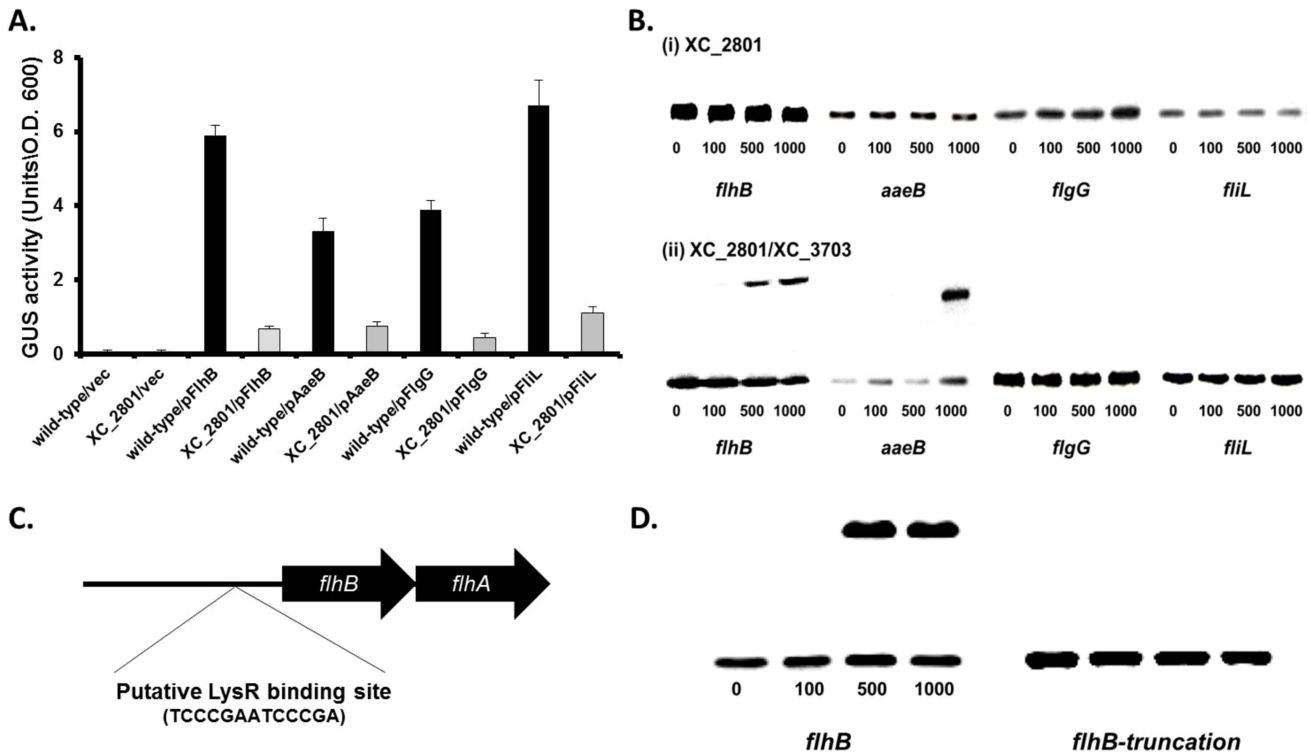 A.
GUS activity (Units\O.D. 600)
8
6
4
2
0
wild-type/vec
XC_2801/vec
wild-type/pFlhB
XC_2801/pFlhB
wild-type/pAaeB
XC_2801/pAaeB
wild-type/pFlgG
XC_2801/pFlgG
wild-type/pFliL
XC_2801/pFliL
B.
(i) XC_2801
0 100 500 1000 0 100 500 1000 0 100 500 1000 0 100 500 1000
flhB aaeB flgG fliL
(ii) XC_2801/XC_3703
0 100 500 1000 0 100 500 1000 0 100 500 1000 0 100 500 1000
flhB aaeB flgG fliL
C.
flhB flhA
Putative LysR binding site
(TCCCGAATCCCGA)
D.
0 100 500 1000
flhB flhB-truncation